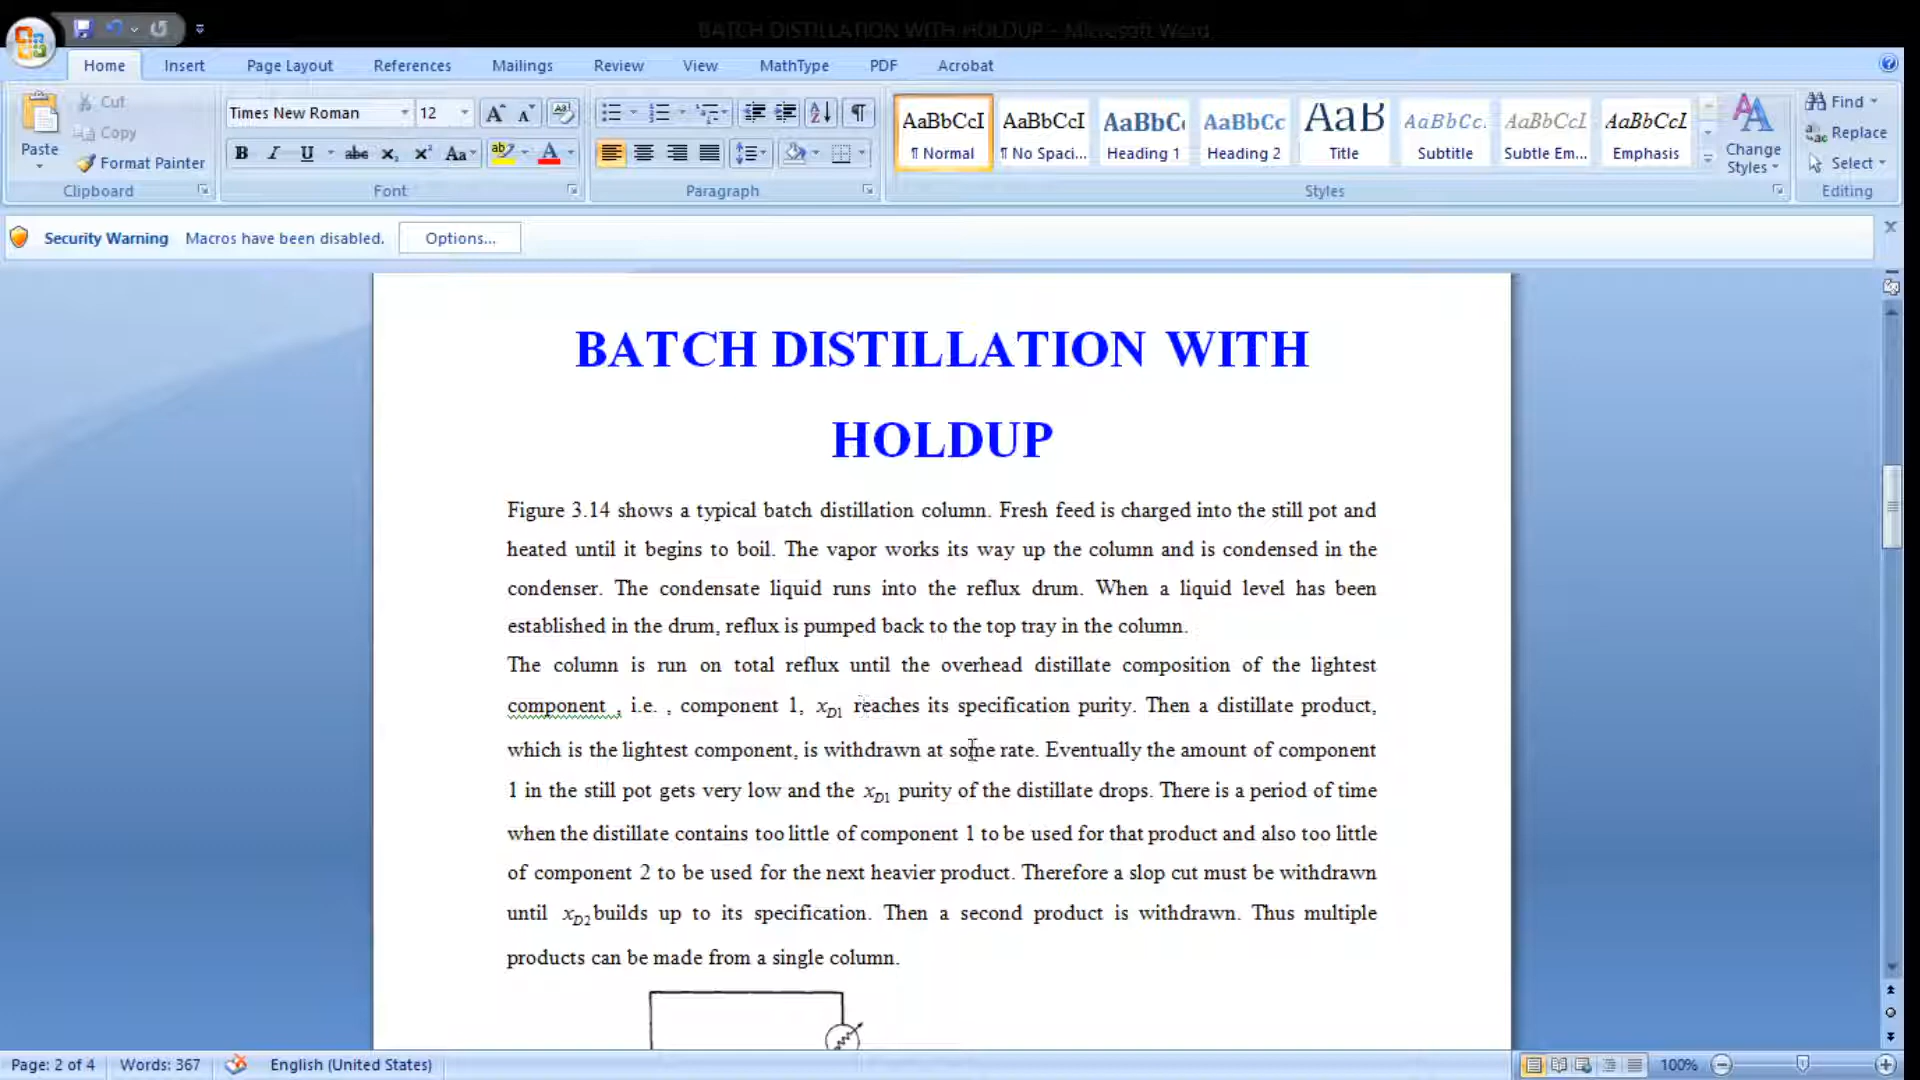 BATCH DISTILLATION WITH HOLDUP - Microsoft Word
Home Insert Page Layout References Mailings Review View MathType PDF Acrobat
Paste
Cut
Copy
Format Painter
Clipboard
Times New Roman 12
Font
Paragraph
AaBbCcI AaBbCcI AaBbC AaBbCc AaB AaBbCc. AaBbCcI AaBbCcI
¶ Normal ¶ No Spaci... Heading 1 Heading 2 Title Subtitle Subtle Em... Emphasis
Change
Styles
Styles
Find
Replace
Select
Editing
Security Warning Macros have been disabled. Options...
BATCH DISTILLATION WITH
HOLDUP
Figure 3.14 shows a typical batch distillation column. Fresh feed is charged into the still pot and
heated until it begins to boil. The vapor works its way up the column and is condensed in the
condenser. The condensate liquid runs into the reflux drum. When a liquid level has been
established in the drum, reflux is pumped back to the top tray in the column.
The column is run on total reflux until the overhead distillate composition of the lightest
component , i.e. , component 1, xD1 reaches its specification purity. Then a distillate product,
which is the lightest component, is withdrawn at some rate. Eventually the amount of component
1 in the still pot gets very low and the xD1 purity of the distillate drops. There is a period of time
when the distillate contains too little of component 1 to be used for that product and also too little
of component 2 to be used for the next heavier product. Therefore a slop cut must be withdrawn
until xD2 builds up to its specification. Then a second product is withdrawn. Thus multiple
products can be made from a single column.
Page: 2 of 4 Words: 367 English (United States) 100%